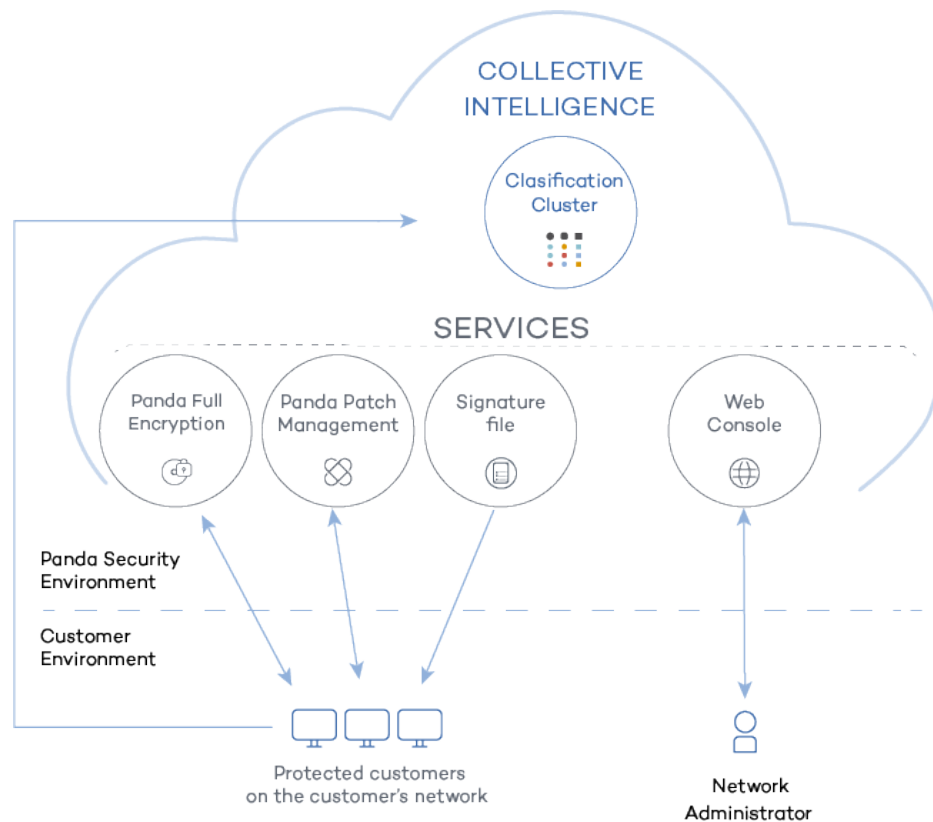 COLLECTIVE
INTELLIGENCE
Clasification
Cluster
SERVICES
Panda Full
Encryption
Panda Patch
Management
Signature
file
Web
Console
Panda Security
Environment
Customer
Environment
Protected customers
on the customer's network
Network
Administrator